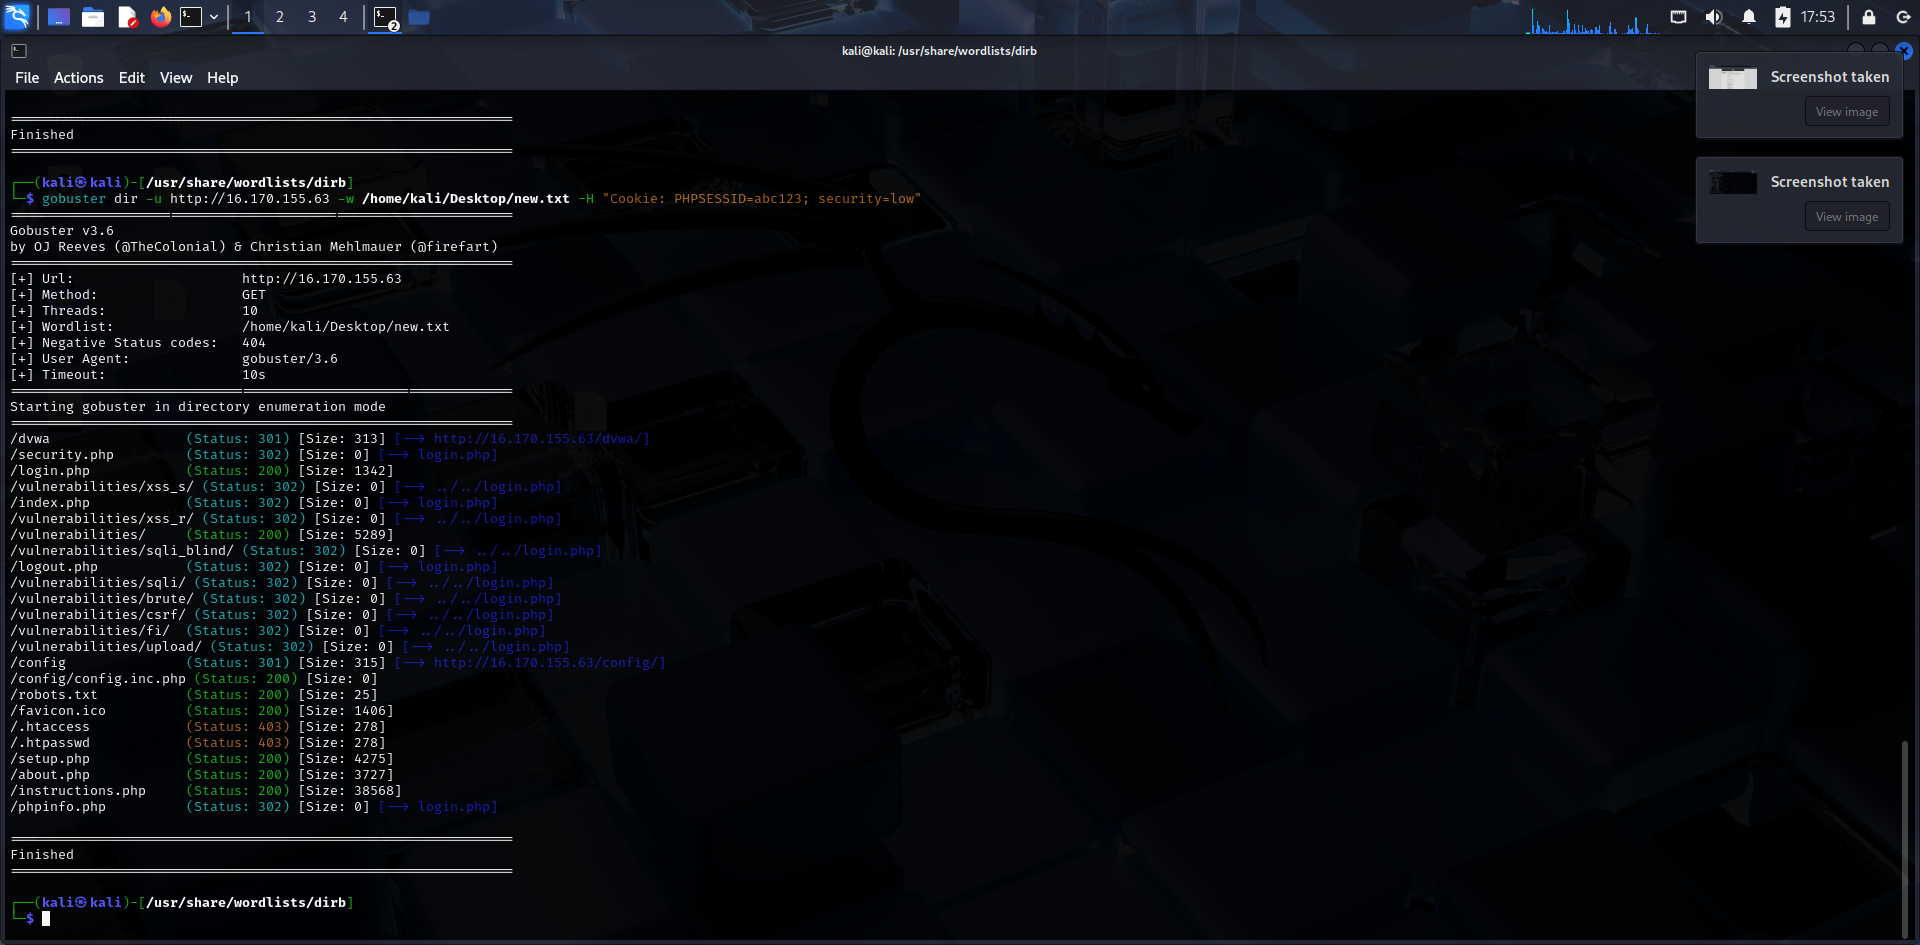 1 2 3 4
2
17:53
kali@kali: /usr/share/wordlists/dirb
File Actions Edit View Help
Screenshot taken
View image
Screenshot taken
View image
Finished
┌──(kali㉿kali)-[/usr/share/wordlists/dirb]
└─$ gobuster dir -u http://16.170.155.63 -w /home/kali/Desktop/new.txt -H "Cookie: PHPSESSID=abc123; security=low"
===============================================================
Gobuster v3.6
by OJ Reeves (@TheColonial) & Christian Mehlmauer (@firefart)
===============================================================
[+] Url: http://16.170.155.63
[+] Method: GET
[+] Threads: 10
[+] Wordlist: /home/kali/Desktop/new.txt
[+] Negative Status codes: 404
[+] User Agent: gobuster/3.6
[+] Timeout: 10s
===============================================================
Starting gobuster in directory enumeration mode
===============================================================
/dvwa (Status: 301) [Size: 313] [--> http://16.170.155.63/dvwa/]
/security.php (Status: 302) [Size: 0] [--> login.php]
/login.php (Status: 200) [Size: 1342]
/vulnerabilities/xss_s/ (Status: 302) [Size: 0] [--> ../../login.php]
/index.php (Status: 302) [Size: 0] [--> login.php]
/vulnerabilities/xss_r/ (Status: 302) [Size: 0] [--> ../../login.php]
/vulnerabilities/ (Status: 200) [Size: 5289]
/vulnerabilities/sqli_blind/ (Status: 302) [Size: 0] [--> ../../login.php]
/logout.php (Status: 302) [Size: 0] [--> login.php]
/vulnerabilities/sqli/ (Status: 302) [Size: 0] [--> ../../login.php]
/vulnerabilities/brute/ (Status: 302) [Size: 0] [--> ../../login.php]
/vulnerabilities/csrf/ (Status: 302) [Size: 0] [--> ../../login.php]
/vulnerabilities/fi/ (Status: 302) [Size: 0] [--> ../../login.php]
/vulnerabilities/upload/ (Status: 302) [Size: 0] [--> ../../login.php]
/config (Status: 301) [Size: 315] [--> http://16.170.155.63/config/]
/config/config.inc.php (Status: 200) [Size: 0]
/robots.txt (Status: 200) [Size: 25]
/favicon.ico (Status: 200) [Size: 1406]
/.htaccess (Status: 403) [Size: 278]
/.htpasswd (Status: 403) [Size: 278]
/setup.php (Status: 200) [Size: 4275]
/about.php (Status: 200) [Size: 3727]
/instructions.php (Status: 200) [Size: 38568]
/phpinfo.php (Status: 302) [Size: 0] [--> login.php]
===============================================================
Finished
===============================================================
┌──(kali㉿kali)-[/usr/share/wordlists/dirb]
└─$